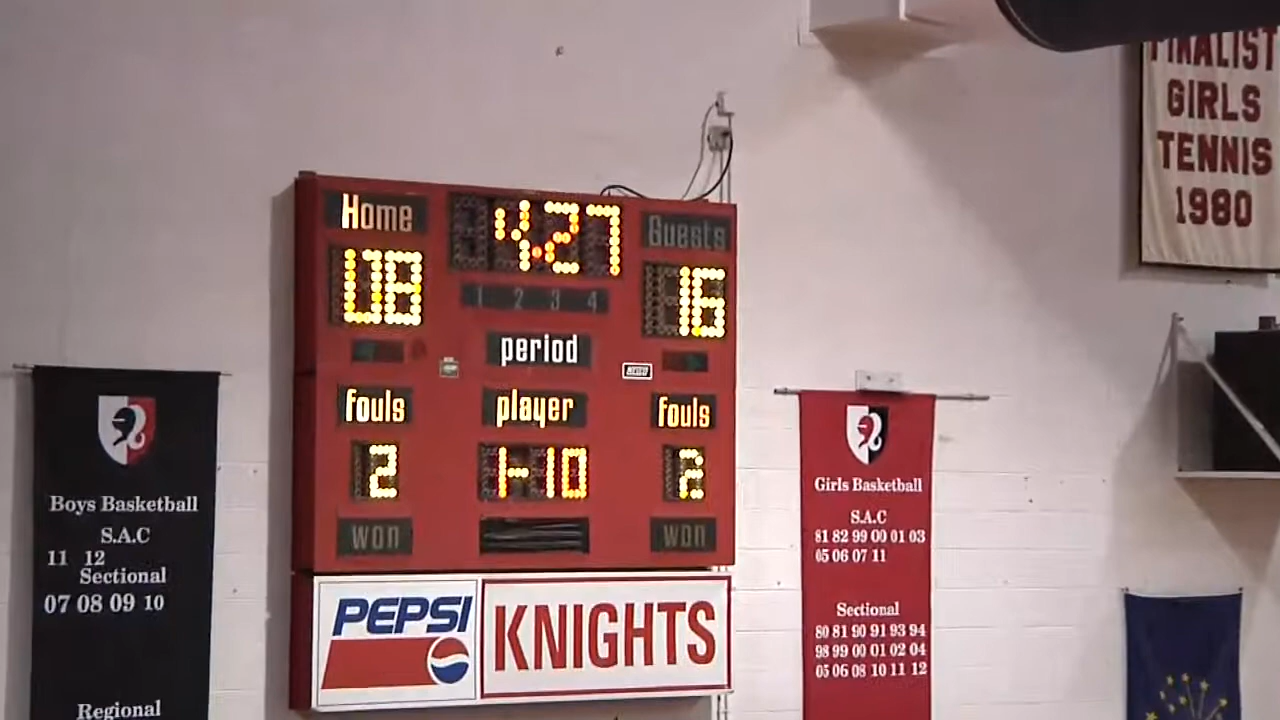 FINALIST
GIRLS
TENNIS
1980
Home 4:27 Guests
08 16
1 2 3 4
period
fouls player fouls
2 1-10 2
won won
PEPSI KNIGHTS
Boys Basketball
S.A.C
11 12
Sectional
07 08 09 10
Regional
Girls Basketball
S.A.C
81 82 99 00 01 03
05 06 07 11
Sectional
80 81 90 91 93 94
98 99 00 01 02 04
05 06 08 10 11 12